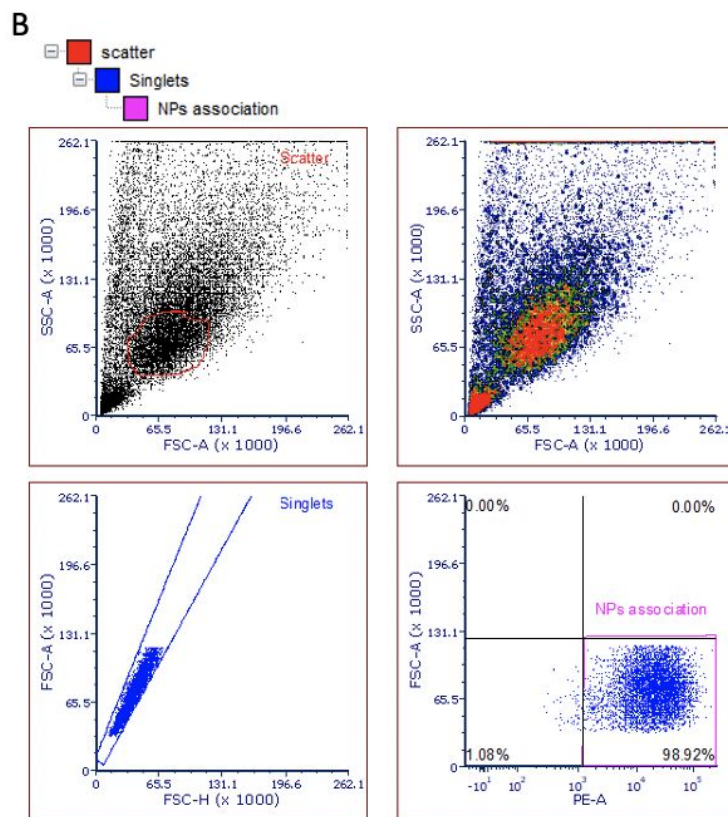 B
scatter
Singlets
NPs association
262.1
196.6
131.1
65.5
0
SSC-A (x 1000)
Scatter
0 65.5 131.1 196.6 262.1
FSC-A (x 1000)
262.1
196.6
131.1
65.5
0
SSC-A (x 1000)
0 65.5 131.1 196.6 262.1
FSC-A (x 1000)
262.1
196.6
131.1
65.5
0
FSC-A (x 1000)
Singlets
0 65.5 131.1 196.6 262.1
FSC-H (x 1000)
262.1
196.6
131.1
65.5
0
FSC-A (x 1000)
0.00% 0.00%
NPs association
1.08% 98.92%
-10¹ 10² 10³ 10⁴ 10⁵
PE-A